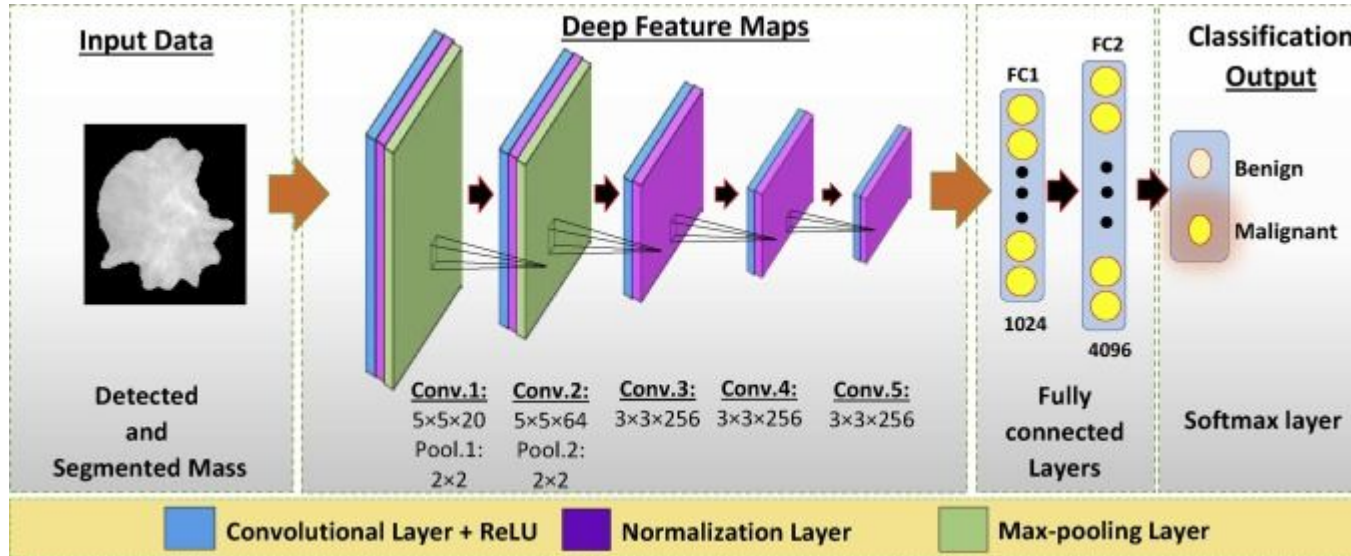 Input Data
Detected
and
Segmented Mass
Deep Feature Maps
Conv.1:
5×5×20
Pool.1:
2×2
Conv.2:
5×5×64
Pool.2:
2×2
Conv.3:
3×3×256
Conv.4:
3×3×256
Conv.5:
3×3×256
FC1
1024
FC2
4096
Fully
connected
Layers
Classification
Output
Benign
Malignant
Softmax layer
Convolutional Layer + ReLU
Normalization Layer
Max-pooling Layer